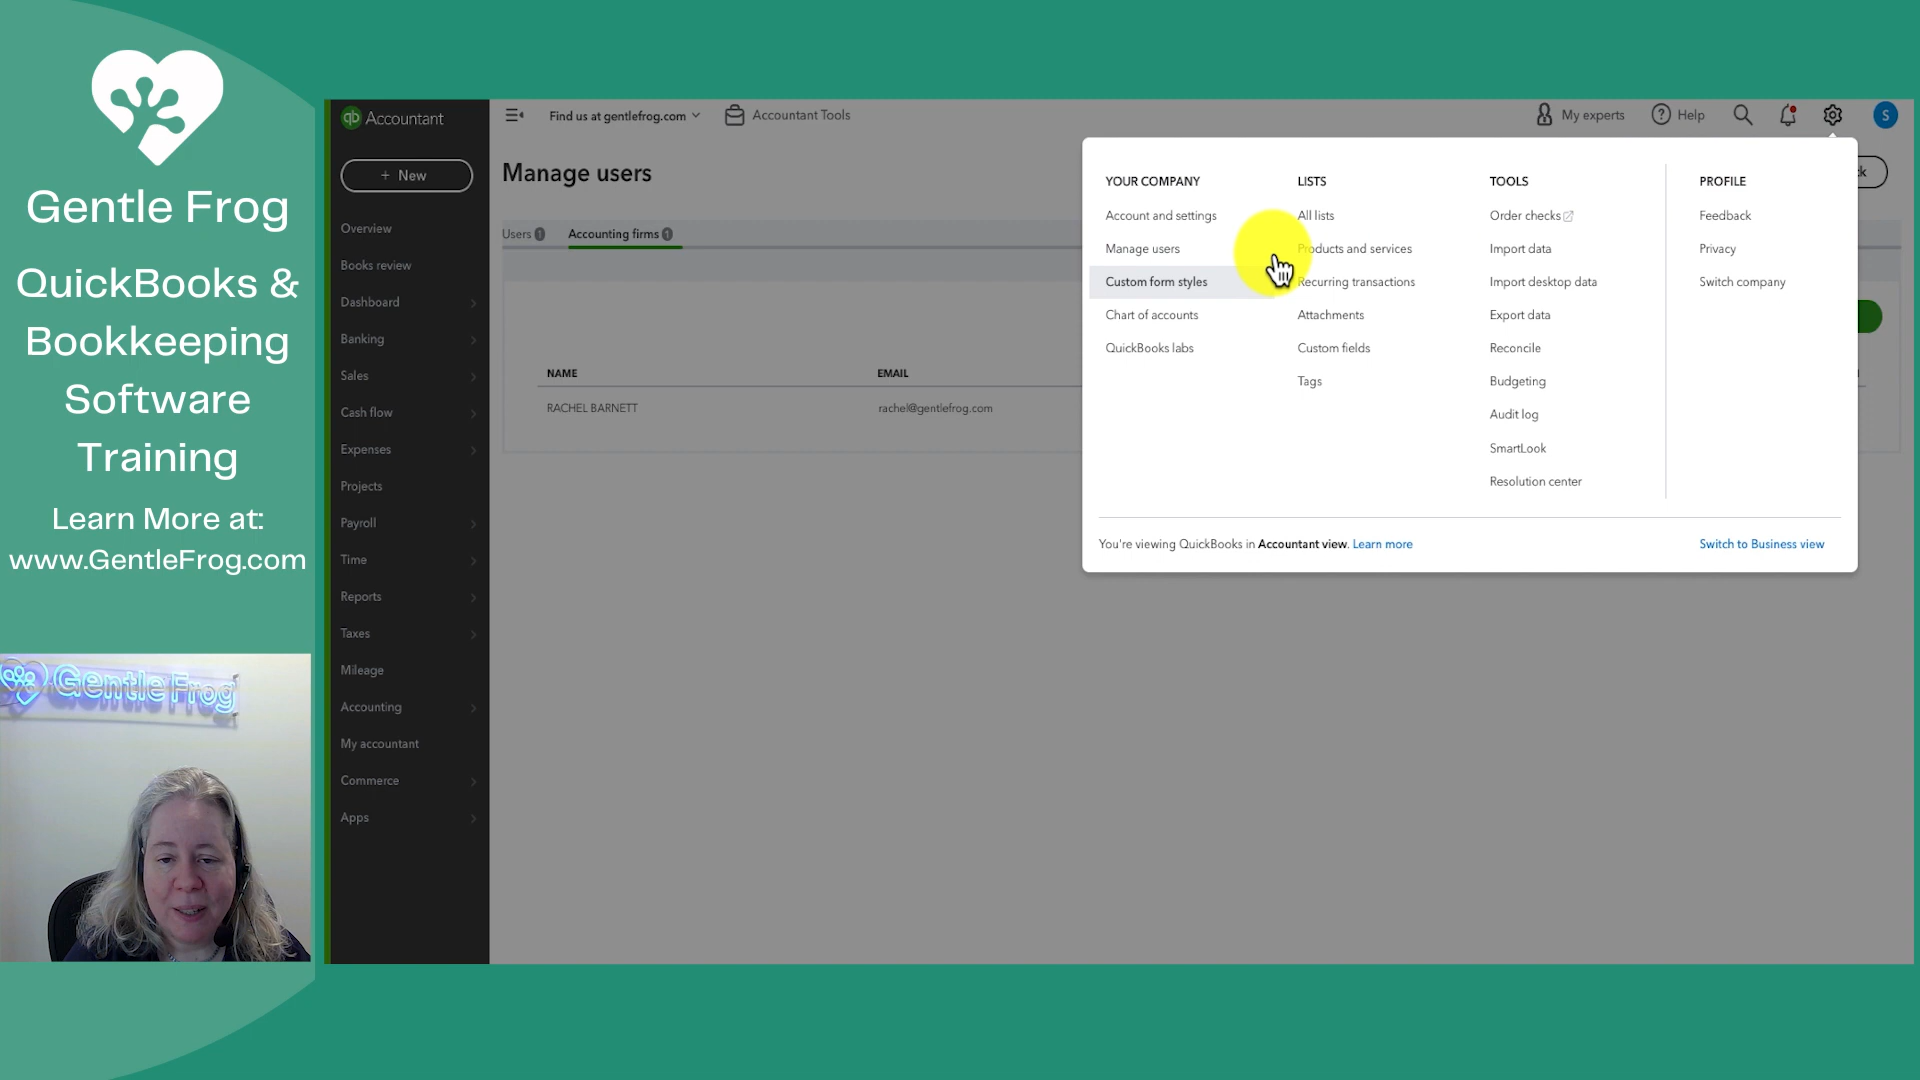 Gentle Frog
QuickBooks &
Bookkeeping
Software
Training
Learn More at:
www.GentleFrog.com
Gentle Frog
qb Accountant
+ New
Overview
Books review
Dashboard
Banking
Sales
Cash flow
Expenses
Projects
Payroll
Time
Reports
Taxes
Mileage
Accounting
My accountant
Commerce
Apps
Find us at gentlefrog.com
Accountant Tools
My experts
? Help
S
Manage users
Users 1
Accounting firms 1
NAME EMAIL
RACHEL BARNETT rachel@gentlefrog.com
YOUR COMPANY
Account and settings
Manage users
Custom form styles
Chart of accounts
QuickBooks labs
LISTS
All lists
Products and services
Recurring transactions
Attachments
Custom fields
Tags
TOOLS
Order checks
Import data
Import desktop data
Export data
Reconcile
Budgeting
Audit log
SmartLook
Resolution center
PROFILE
Feedback
Privacy
Switch company
You're viewing QuickBooks in Accountant view. Learn more
Switch to Business view